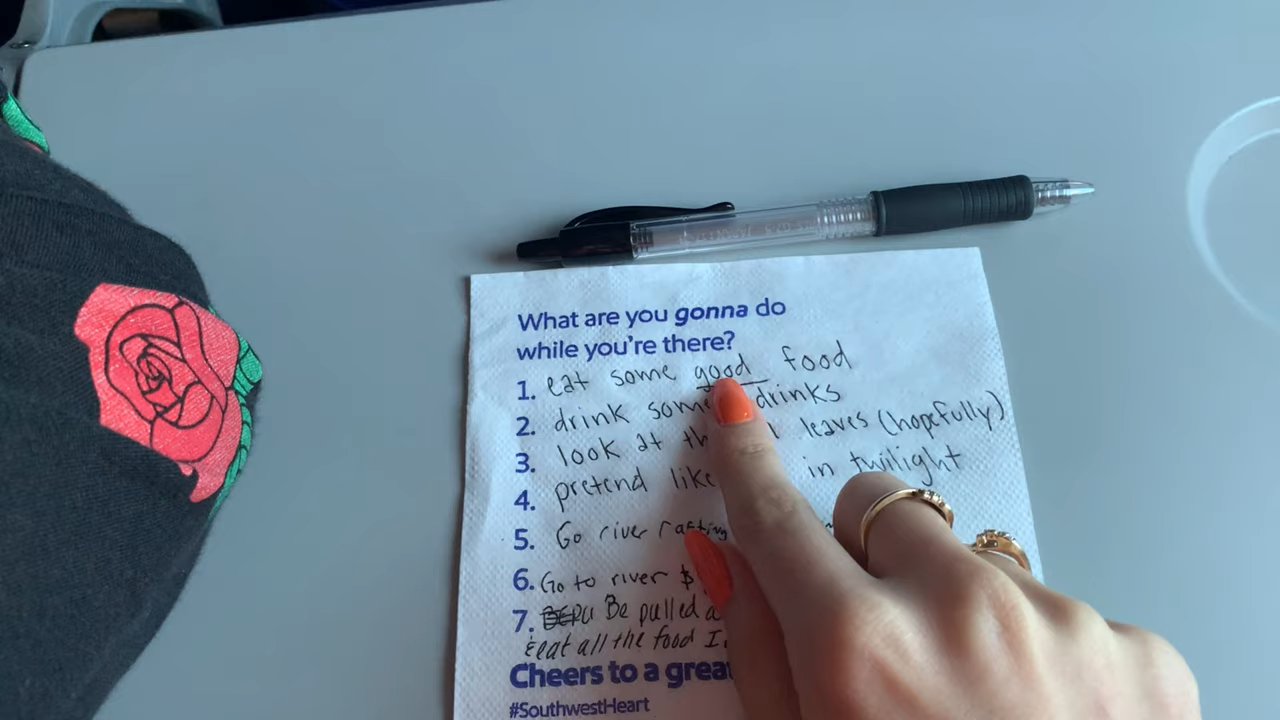 What are you gonna do
while you're there?
1. eat some good food
2. drink some drinks
3. look at th leaves (hopefully)
4. pretend like in twilight
5. Go river rafting
6. Go to river $
7. Be pulled a
& eat all the food I
Cheers to a great
#SouthwestHeart